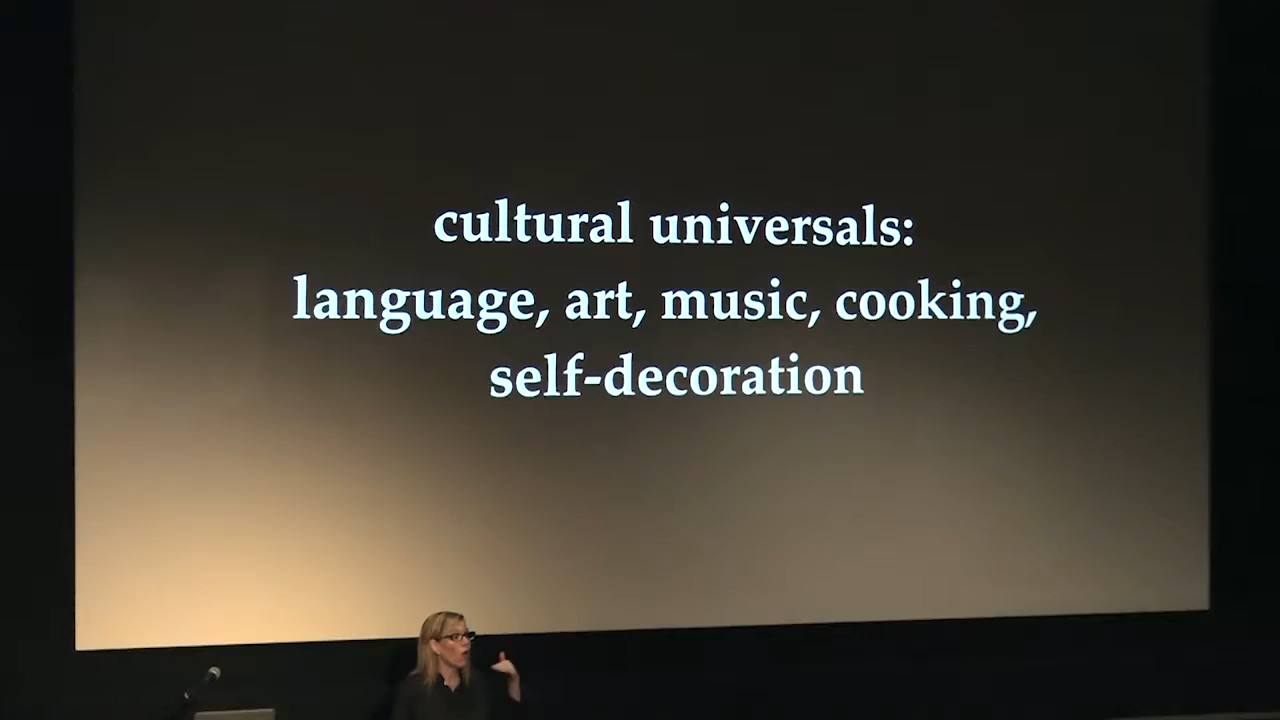 cultural universals:
language, art, music, cooking,
self-decoration